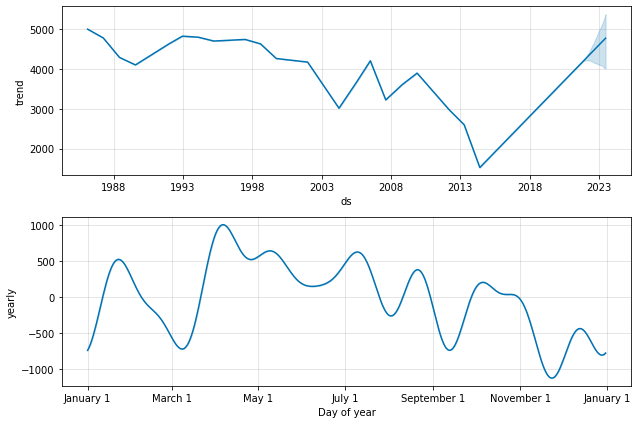 5000
4000
3000
2000
trend
1988
1993
1998
2003
2008
2013
2018
2023
ds
1000
500
0
−500
−1000
yearly
January 1
March 1
May 1
July 1
September 1
November 1
January 1
Day of year